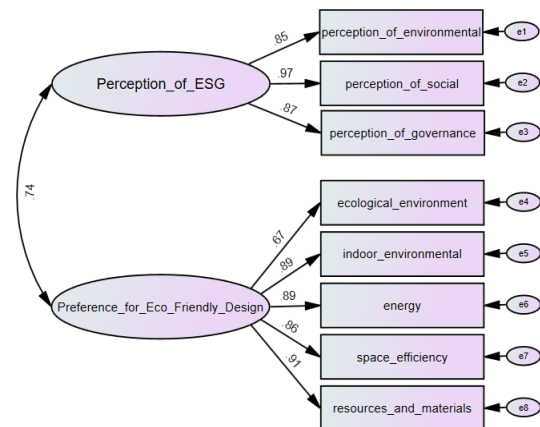 .85
perception_of_environmental
e1
Perception_of_ESG
.97
perception_of_social
e2
.87
perception_of_governance
e3
.74
.67
ecological_environment
e4
.89
indoor_environmental
e5
Preference_for_Eco_Friendly_Design
.89
energy
e6
.86
space_efficiency
e7
.91
resources_and_materials
e8